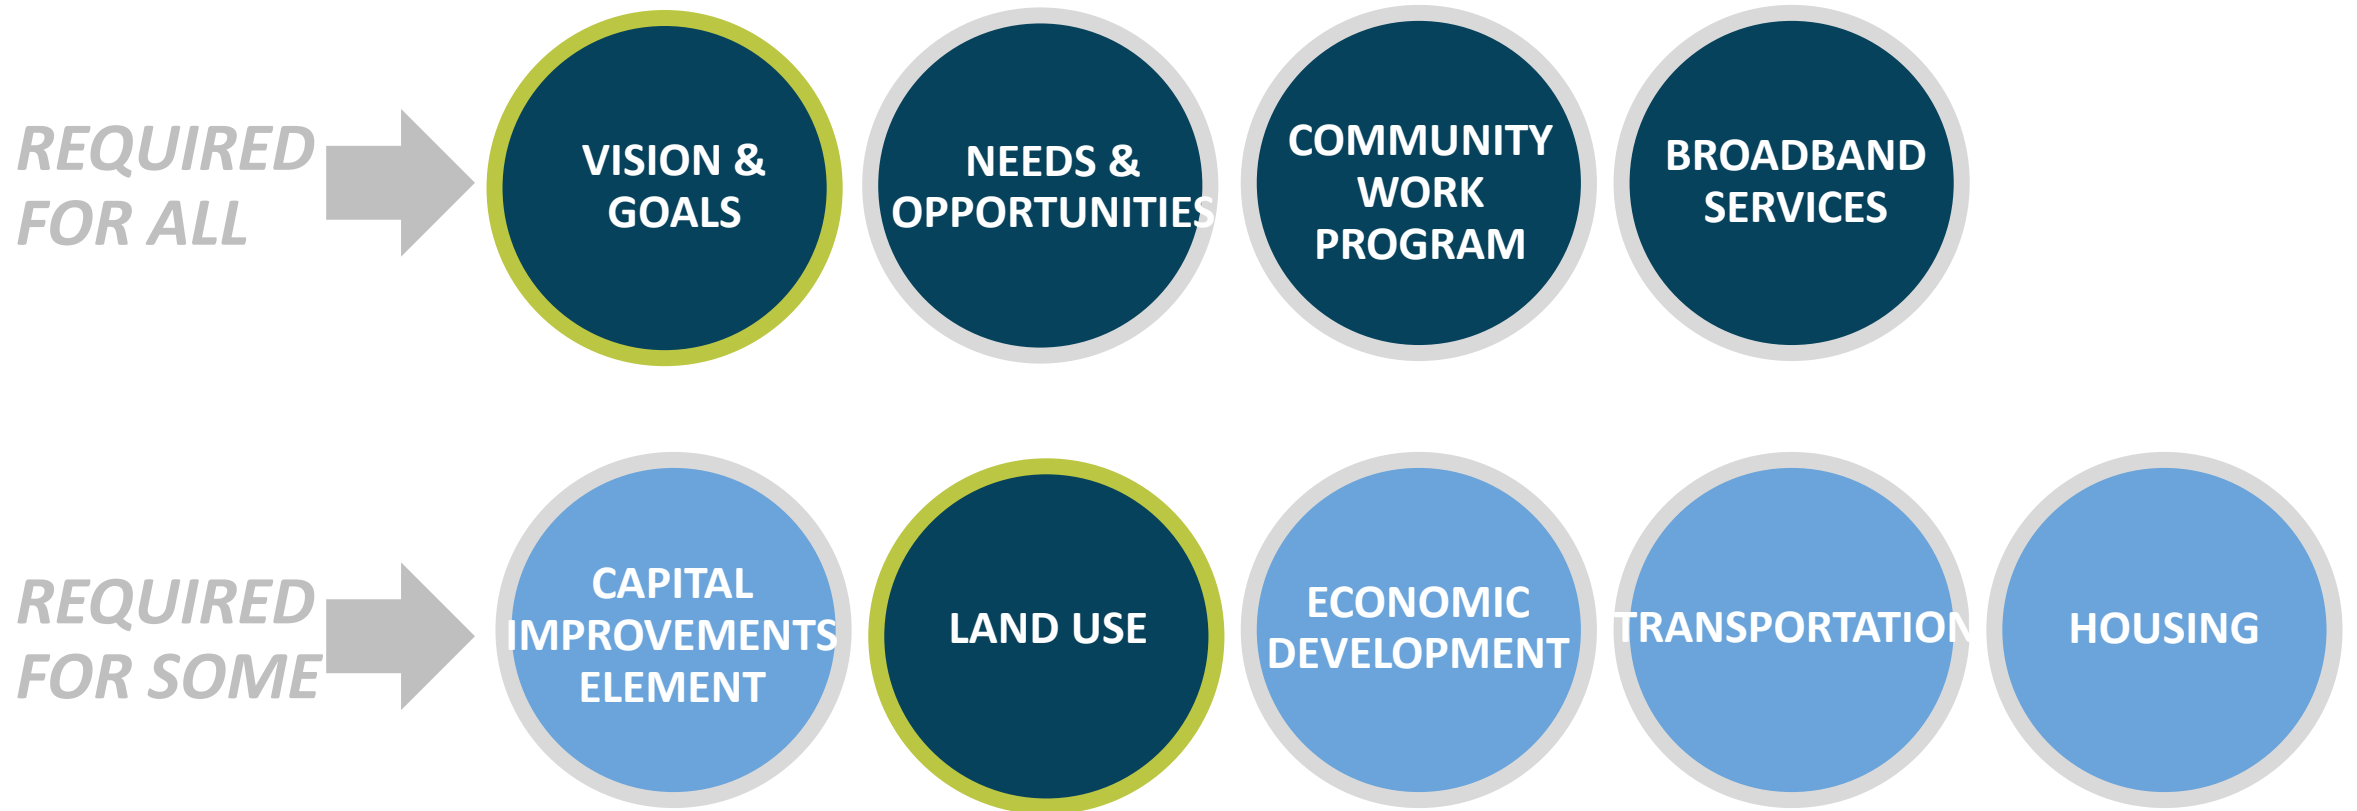 REQUIRED
FOR ALL
VISION &
GOALS
NEEDS &
OPPORTUNITIES
COMMUNITY
WORK
PROGRAM
BROADBAND
SERVICES
REQUIRED
FOR SOME
CAPITAL
IMPROVEMENTS
ELEMENT
LAND USE
ECONOMIC
DEVELOPMENT
TRANSPORTATION
HOUSING